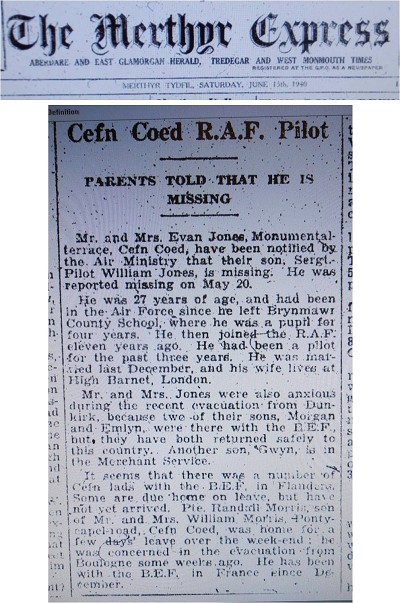 The Merthyr Express
ABERDARE AND EAST GLAMORGAN HERALD, TREDEGAR AND WEST MONMOUTH TIMES
REGISTERED AT THE G.P.O. AS A NEWSPAPER
MERTHYR TYDFIL, SATURDAY, JUNE 15th, 1940
Definition
Cefn Coed R.A.F. Pilot
PARENTS TOLD THAT HE IS
MISSING
Mr. and Mrs. Evan Jones, Monumental-
terrace, Cefn Coed, have been notified by
the Air Ministry that their son, Sergt.-
Pilot William Jones, is missing. He was
reported missing on May 20.
He was 27 years of age, and had been
in the Air Force since he left Brynmawr
County School, where he was a pupil for
four years. He then joined the R.A.F.
eleven years ago. He had been a pilot
for the past three years. He was mar-
ried last December, and his wife lives at
High Barnet, London.
Mr. and Mrs. Jones were also anxious
during the recent evacuation from Dun-
kirk, because two of their sons, Morgan
and Emlyn, were there with the B.E.F.,
but they have both returned safely to
this country. Another son, Gwyn, is in
the Merchant Service.
It seems that there was a number of
Cefn lads with the B.E.F. in Flanders.
Some are due home on leave, but have
not yet arrived. Pte. Randall Morris, son
of Mr. and Mrs. William Morris, Ponty-
capel-road, Cefn Coed, was home for a
few days' leave over the week-end; he
was concerned in the evacuation from
Boulogne some weeks ago. He has been
with the B.E.F. in France since De-
cember.